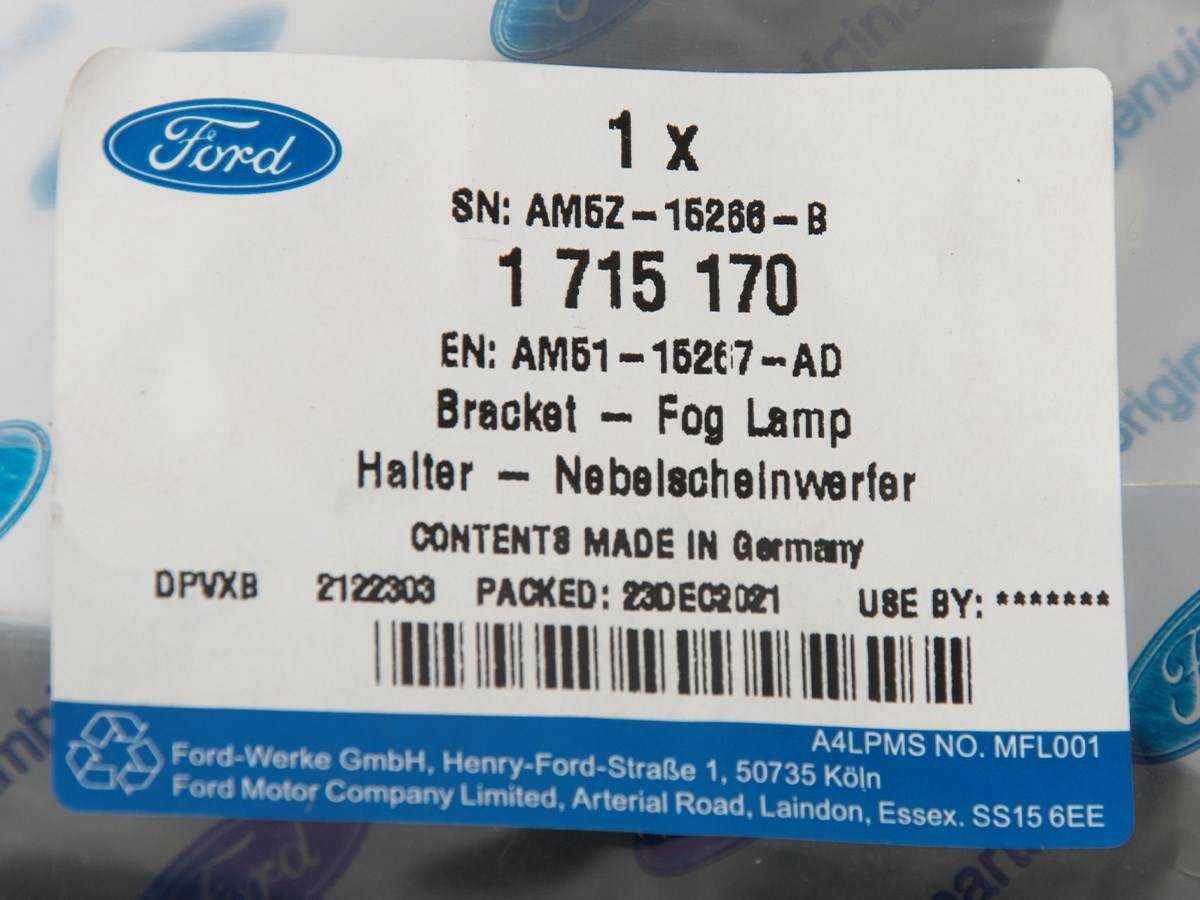 Ford
1 x
SN: AM5Z-15266-B
1 715 170
EN: AM51-15267-AD
Bracket - Fog Lamp
Halter - Nebelscheinwerfer
CONTENTS MADE IN Germany
DPVXB 2122303 PACKED: 23DEC2021 USE BY: *******
A4LPMS NO. MFL001
Ford-Werke GmbH, Henry-Ford-Straße 1, 50735 Köln
Ford Motor Company Limited, Arterial Road, Laindon, Essex. SS15 6EE
Ford